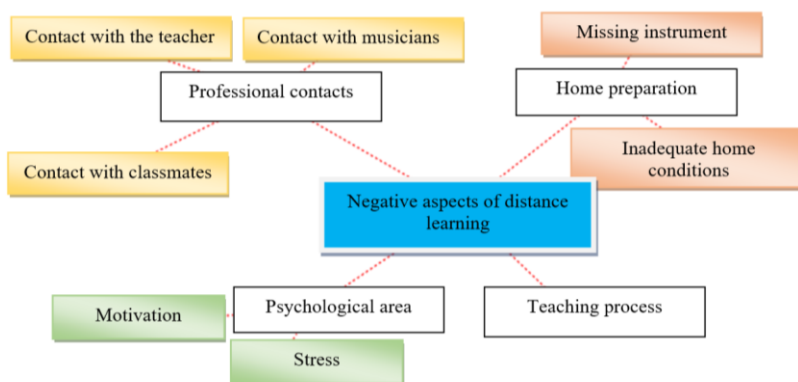 Contact with the teacher
Contact with musicians
Missing instrument
Professional contacts
Home preparation
Contact with classmates
Inadequate home
conditions
Negative aspects of distance
learning
Motivation
Psychological area
Teaching process
Stress